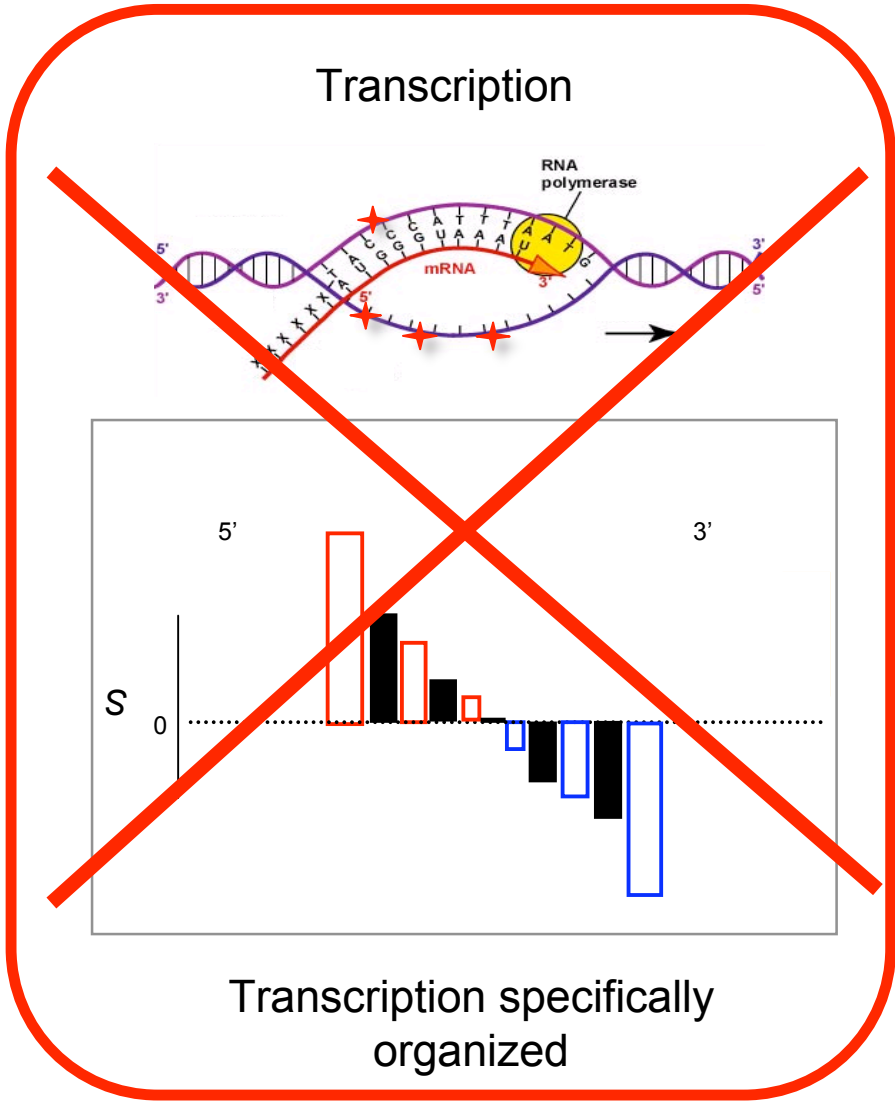 Transcription
RNA
polymerase
5'
3'
T A C C C A T T T A A T G
A U G G G U A A A U
mRNA
5'
3'
3'
5'
X X X X X X X
5’
3’
S
0
Transcription specifically
organized